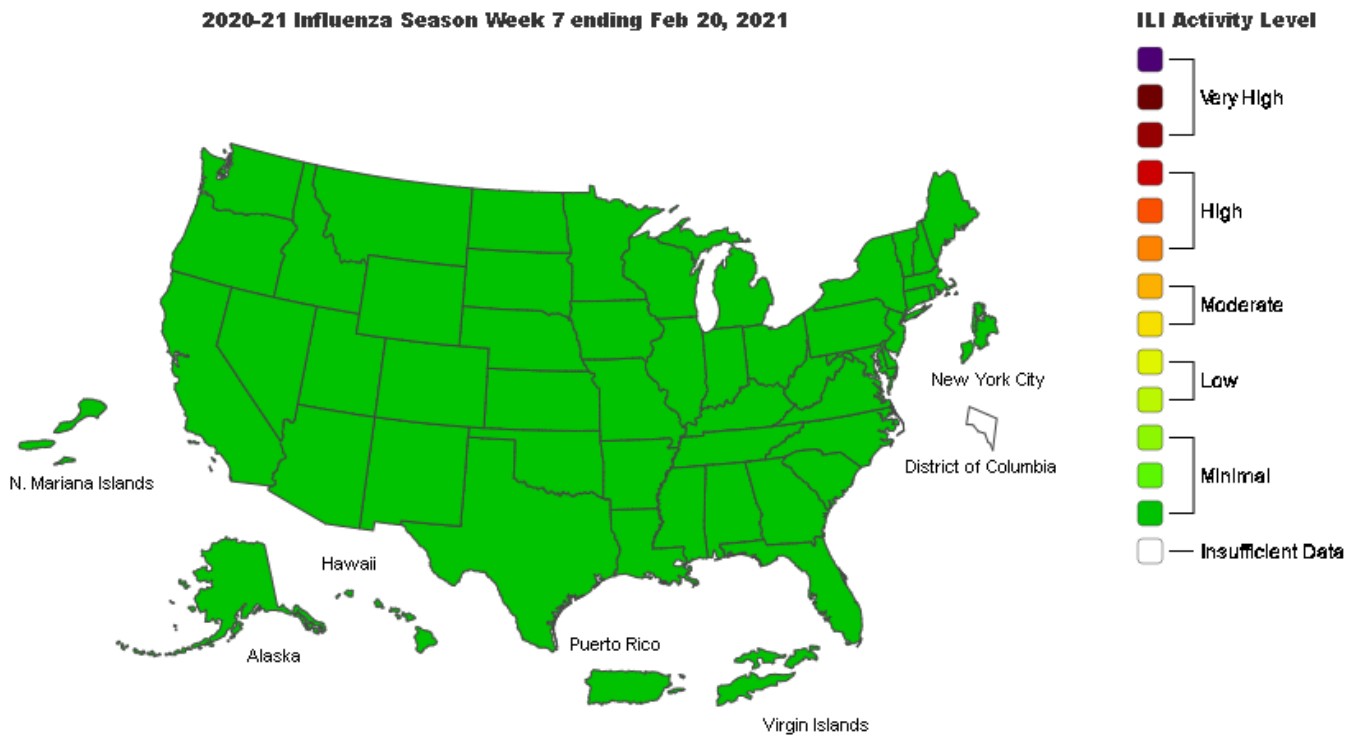 2020-21 Influenza Season Week 7 ending Feb 20, 2021
ILI Activity Level
Very High
High
Moderate
Low
Minimal
Insufficient Data
New York City
District of Columbia
N. Mariana Islands
Hawaii
Alaska
Puerto Rico
Virgin Islands